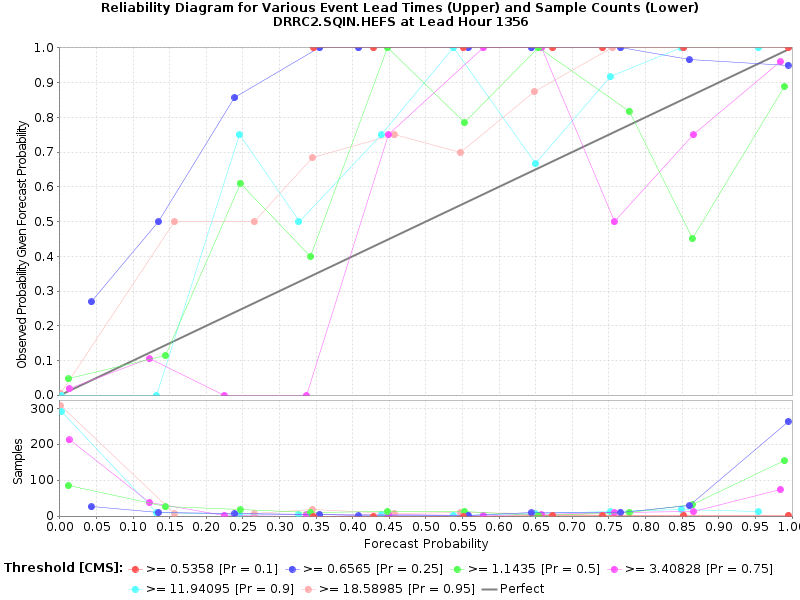 Reliability Diagram for Various Event Lead Times (Upper) and Sample Counts (Lower)
DRRC2.SQIN.HEFS at Lead Hour 1356
Observed Probability Given Forecast Probability
1.0
0.9
0.8
0.7
0.6
0.5
0.4
0.3
0.2
0.1
0.0
Samples
300
200
100
0
0.00 0.05 0.10 0.15 0.20 0.25 0.30 0.35 0.40 0.45 0.50 0.55 0.60 0.65 0.70 0.75 0.80 0.85 0.90 0.95 1.0
Forecast Probability
Threshold [CMS]: >= 0.5358 [Pr = 0.1] >= 0.6565 [Pr = 0.25] >= 1.1435 [Pr = 0.5] >= 3.40828 [Pr = 0.75]
>= 11.94095 [Pr = 0.9] >= 18.58985 [Pr = 0.95] Perfect